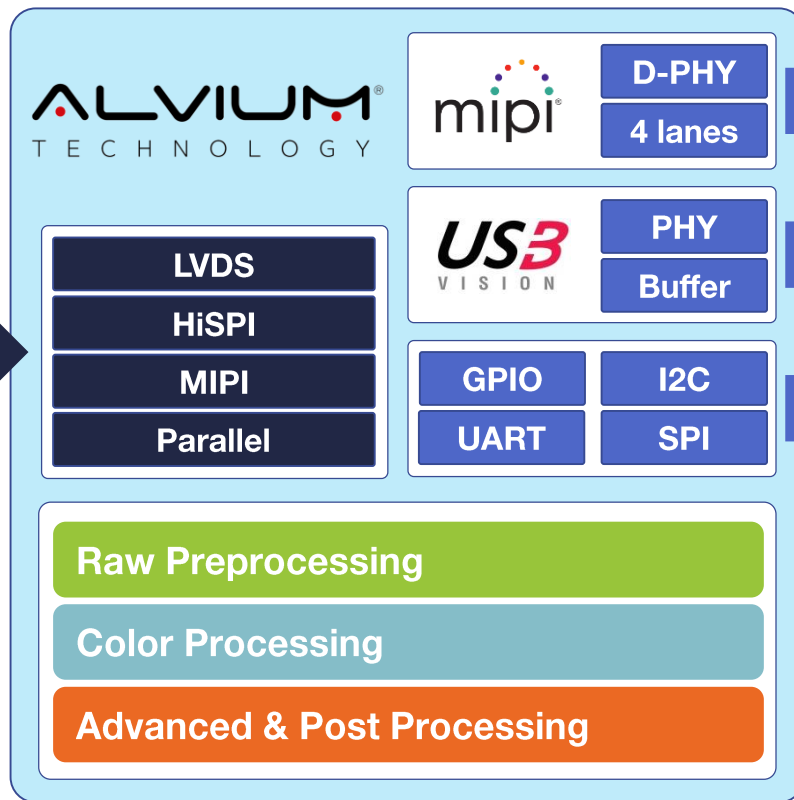 ALVIUM®
TECHNOLOGY
mipi®
D-PHY
4 lanes
USB3
VISION
PHY
Buffer
LVDS
HiSPI
MIPI
Parallel
GPIO
I2C
UART
SPI
Raw Preprocessing
Color Processing
Advanced & Post Processing